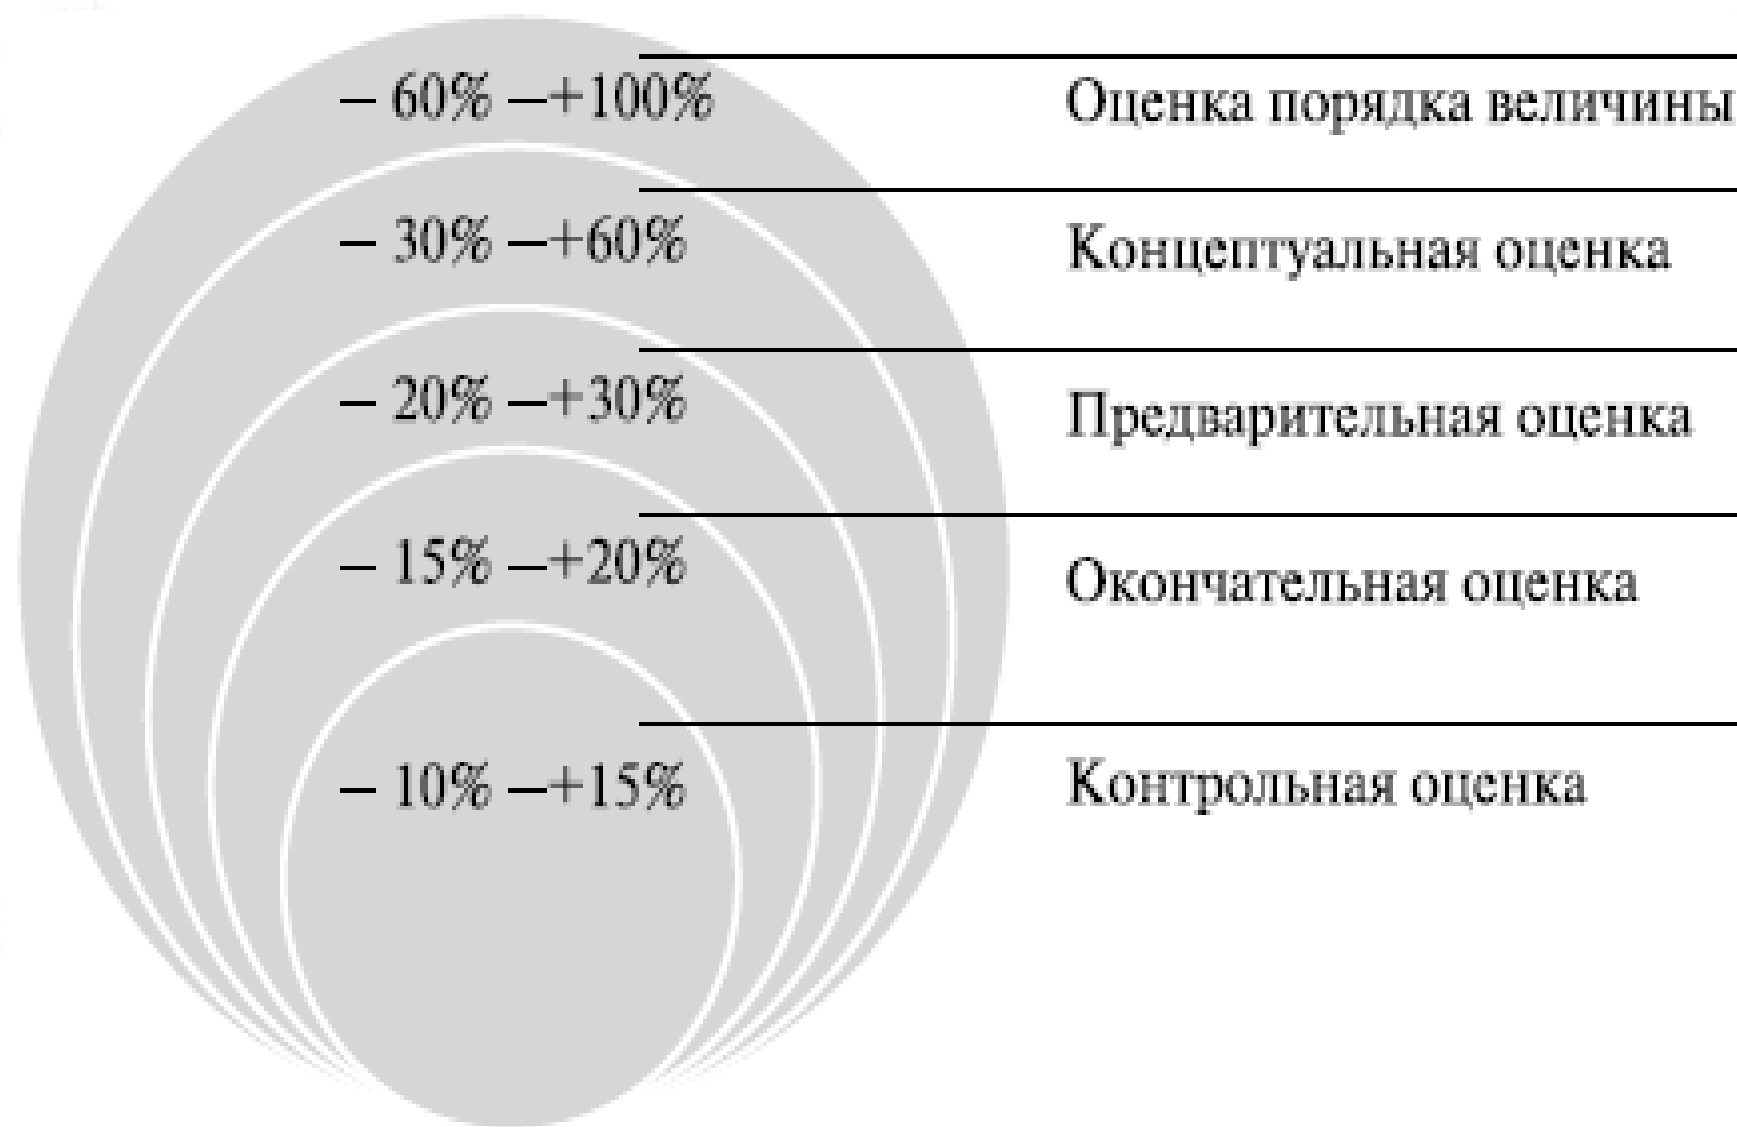 – 60% –+100% Оценка порядка величины
– 30% –+60% Концептуальная оценка
– 20% –+30% Предварительная оценка
– 15% –+20% Окончательная оценка
– 10% –+15% Контрольная оценка